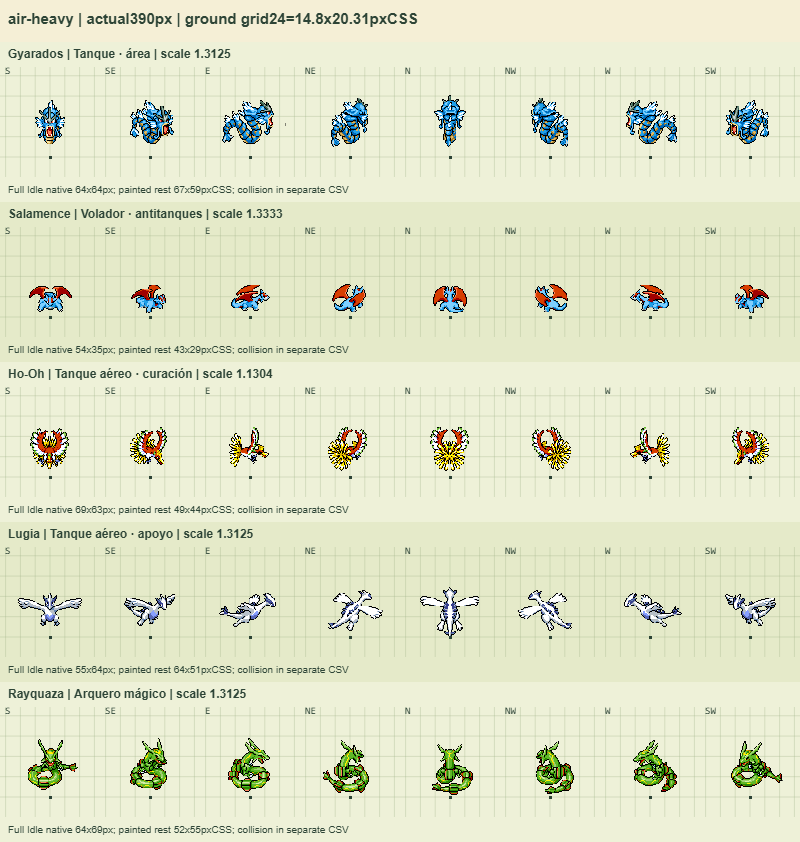 air-heavy | actual390px | ground grid24=14.8x20.31pxCSS
Gyarados | Tanque · área | scale 1.3125
S SE E NE N NW W SW
Full Idle native 64x64px; painted rest 67x59pxCSS; collision in separate CSV
Salamence | Volador · antitanques | scale 1.3333
S SE E NE N NW W SW
Full Idle native 54x35px; painted rest 43x29pxCSS; collision in separate CSV
Ho-Oh | Tanque aéreo · curación | scale 1.1304
S SE E NE N NW W SW
Full Idle native 69x63px; painted rest 49x44pxCSS; collision in separate CSV
Lugia | Tanque aéreo · apoyo | scale 1.3125
S SE E NE N NW W SW
Full Idle native 55x64px; painted rest 64x51pxCSS; collision in separate CSV
Rayquaza | Arquero mágico | scale 1.3125
S SE E NE N NW W SW
Full Idle native 64x69px; painted rest 52x55pxCSS; collision in separate CSV